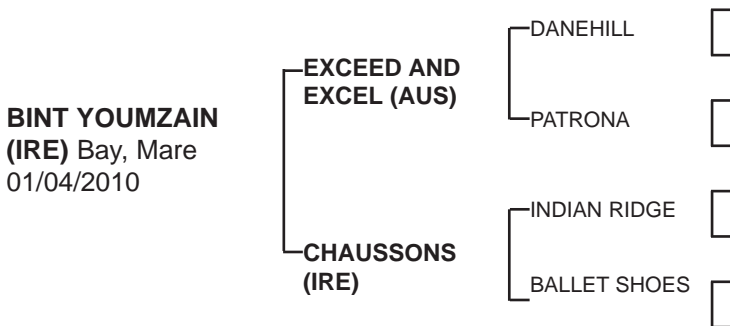 BINT YOUMZAIN
(IRE) Bay, Mare
01/04/2010
EXCEED AND
EXCEL (AUS)
CHAUSSONS
(IRE)
DANEHILL
PATRONA
INDIAN RIDGE
BALLET SHOES